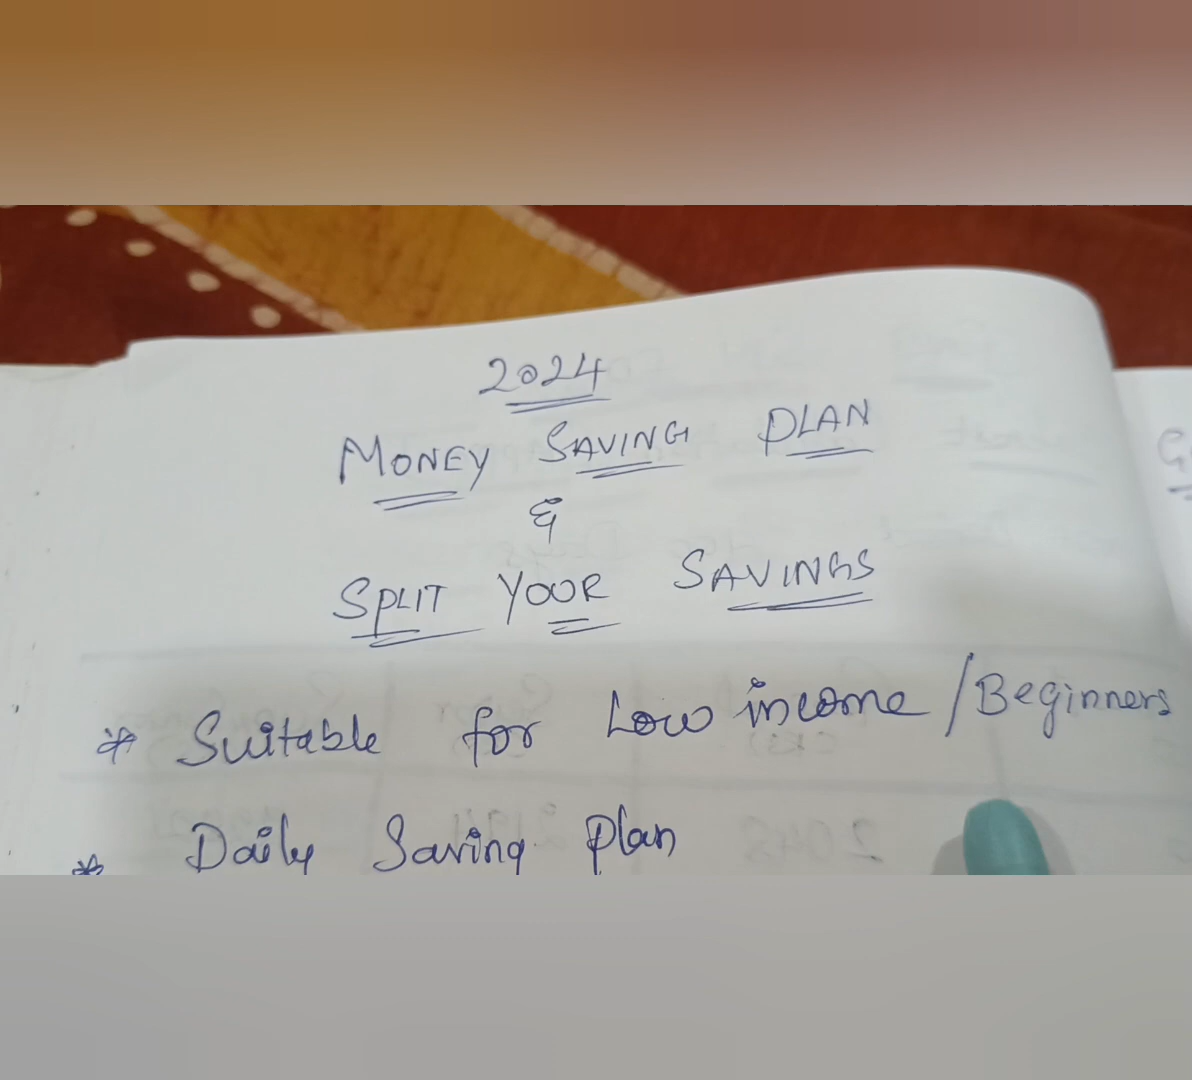 2024
MONEY SAVING PLAN
&
SPLIT YOUR SAVINGS
* Suitable for Low income / Beginners
* Daily Saving Plan